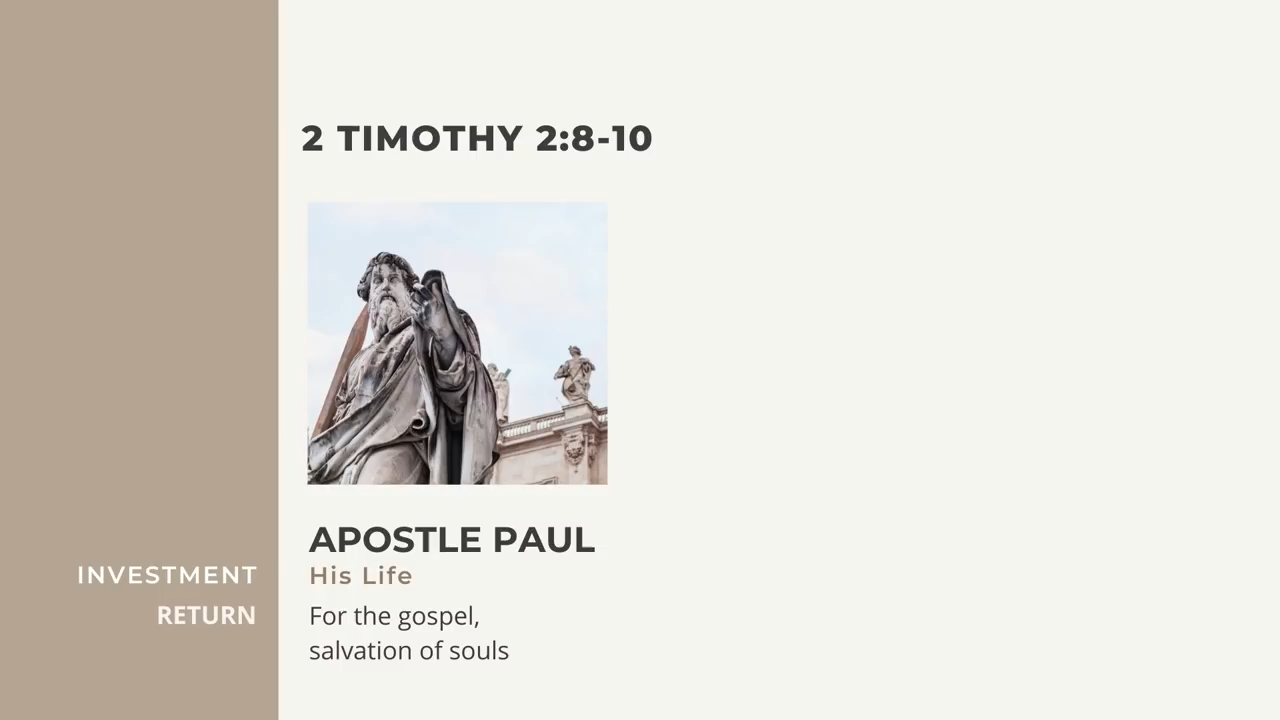 2 TIMOTHY 2:8-10
APOSTLE PAUL
INVESTMENT
His Life
RETURN
For the gospel,
salvation of souls